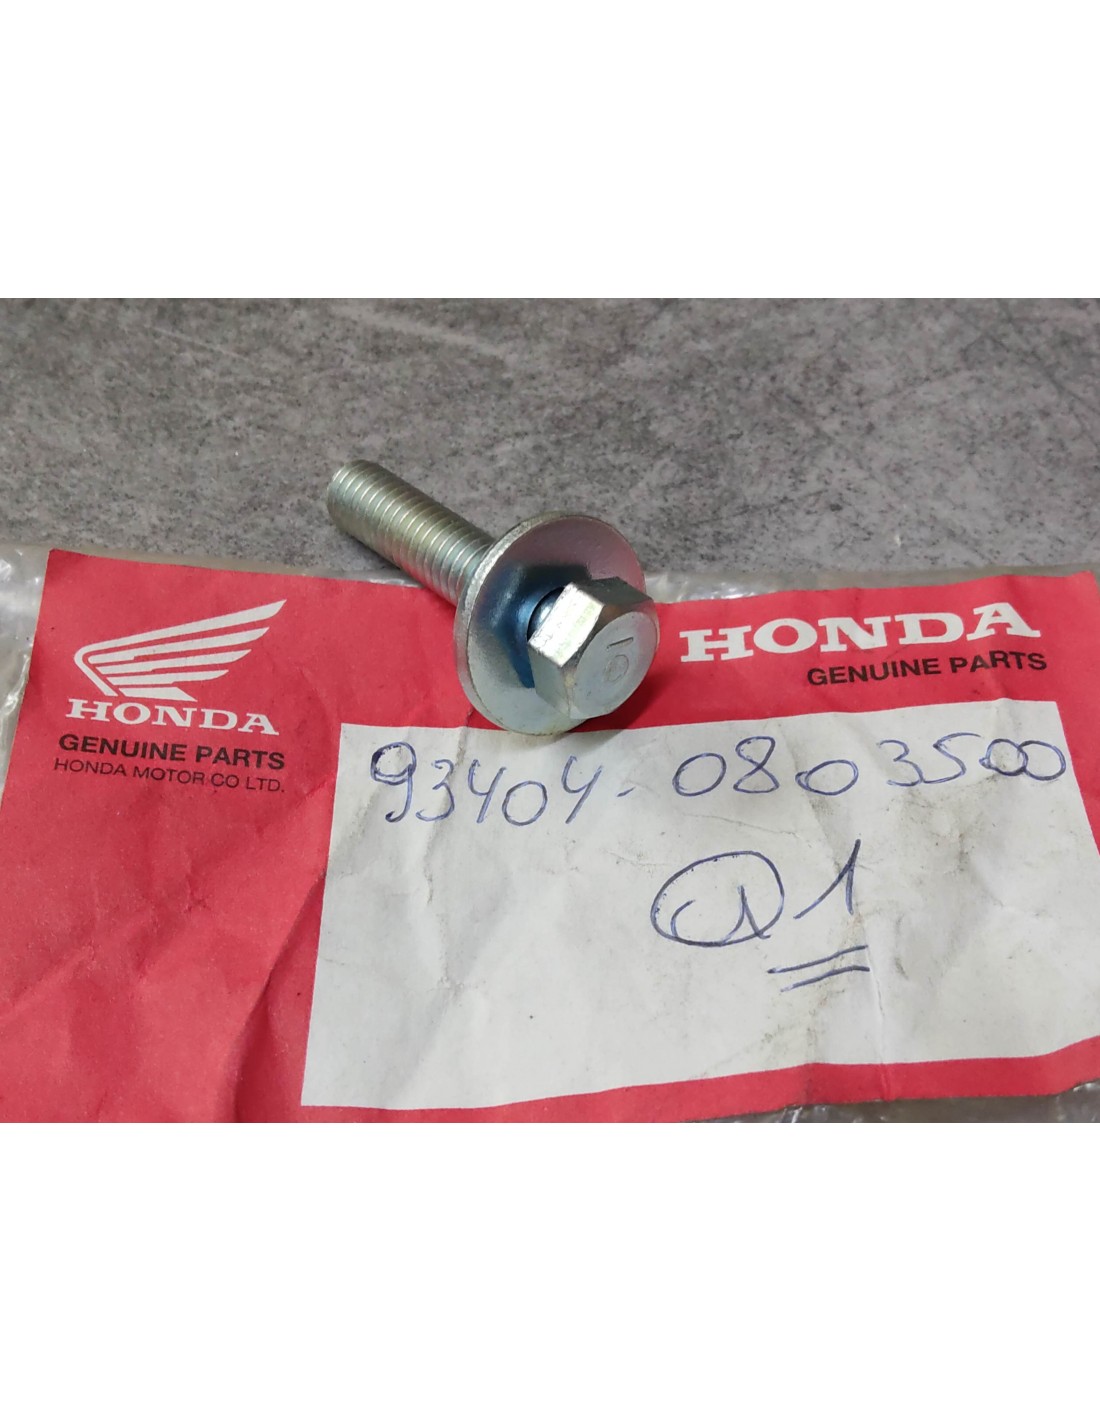 HONDA
GENUINE PARTS
HONDA MOTOR CO LTD.
HONDA
GENUINE PARTS
93404-0803500
1